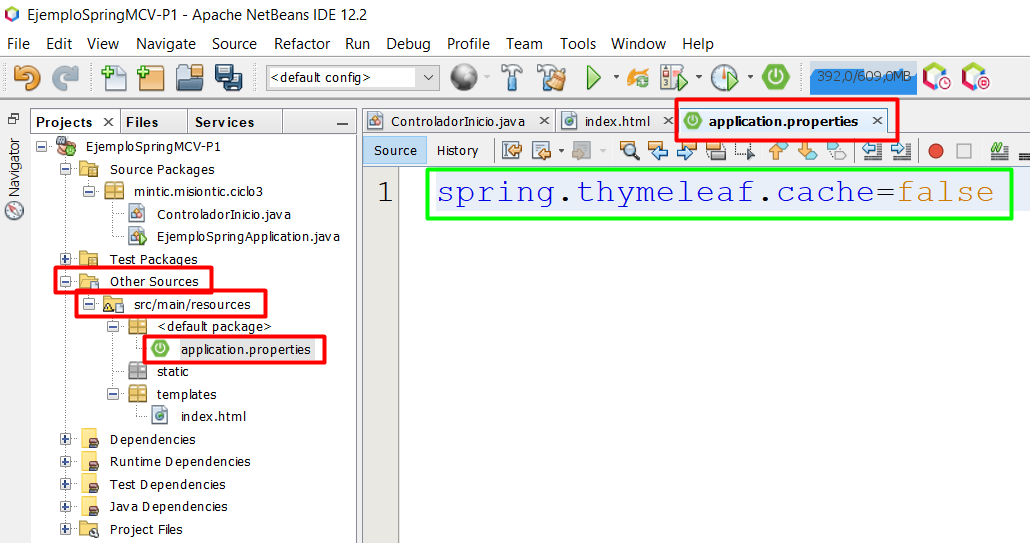 EjemploSpringMCV-P1 - Apache NetBeans IDE 12.2
File Edit View Navigate Source Refactor Run Debug Profile Team Tools Window Help
<default config>
392,0/609,0MB
Navigator
Projects Files Services
EjemploSpringMCV-P1
Source Packages
mintic.misiontic.ciclo3
ControladorInicio.java
EjemploSpringApplication.java
Test Packages
Other Sources
src/main/resources
<default package>
application.properties
static
templates
index.html
Dependencies
Runtime Dependencies
Test Dependencies
Java Dependencies
Project Files
ControladorInicio.java index.html application.properties
Source History
1 spring.thymeleaf.cache=false